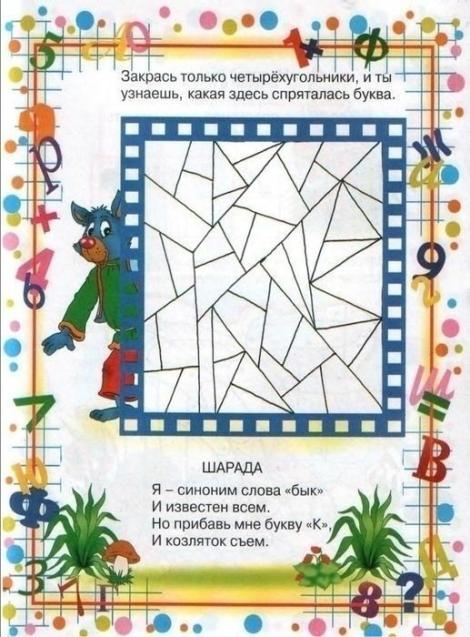 Закрась только четырёхугольники, и ты
узнаешь, какая здесь спряталась буква.
ШАРАДА
Я – синоним слова «бык»
И известен всем.
Но прибавь мне букву «К»,
И козляток съем.